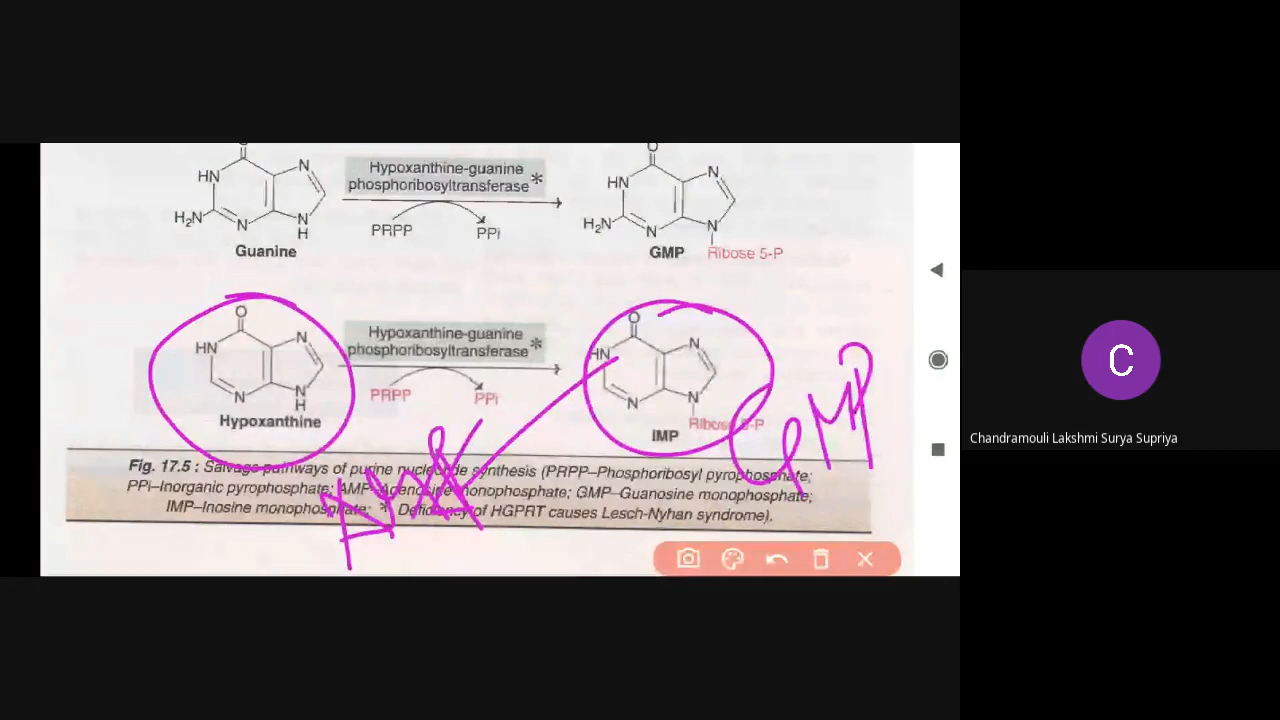 Hypoxanthine-guanine
phosphoribosyltransferase*
HN N
H₂N N N
H
PRPP PPi
Guanine
O
HN N
H₂N N N
GMP Ribose 5-P
O
HN N
N N
H
Hypoxanthine
Hypoxanthine-guanine
phosphoribosyltransferase*
PRPP PPi
O
HN N
N N
Ribose 5-P
IMP
GMP
AMP
Fig. 17.5 : Salvage pathways of purine nucleotide synthesis (PRPP–Phosphoribosyl pyrophosphate;
PPi–Inorganic pyrophosphate; AMP–Adenosine monophosphate; GMP–Guanosine monophosphate;
IMP–Inosine monophosphate; * Deficiency of HGPRT causes Lesch-Nyhan syndrome).
C
Chandramouli Lakshmi Surya Supriya